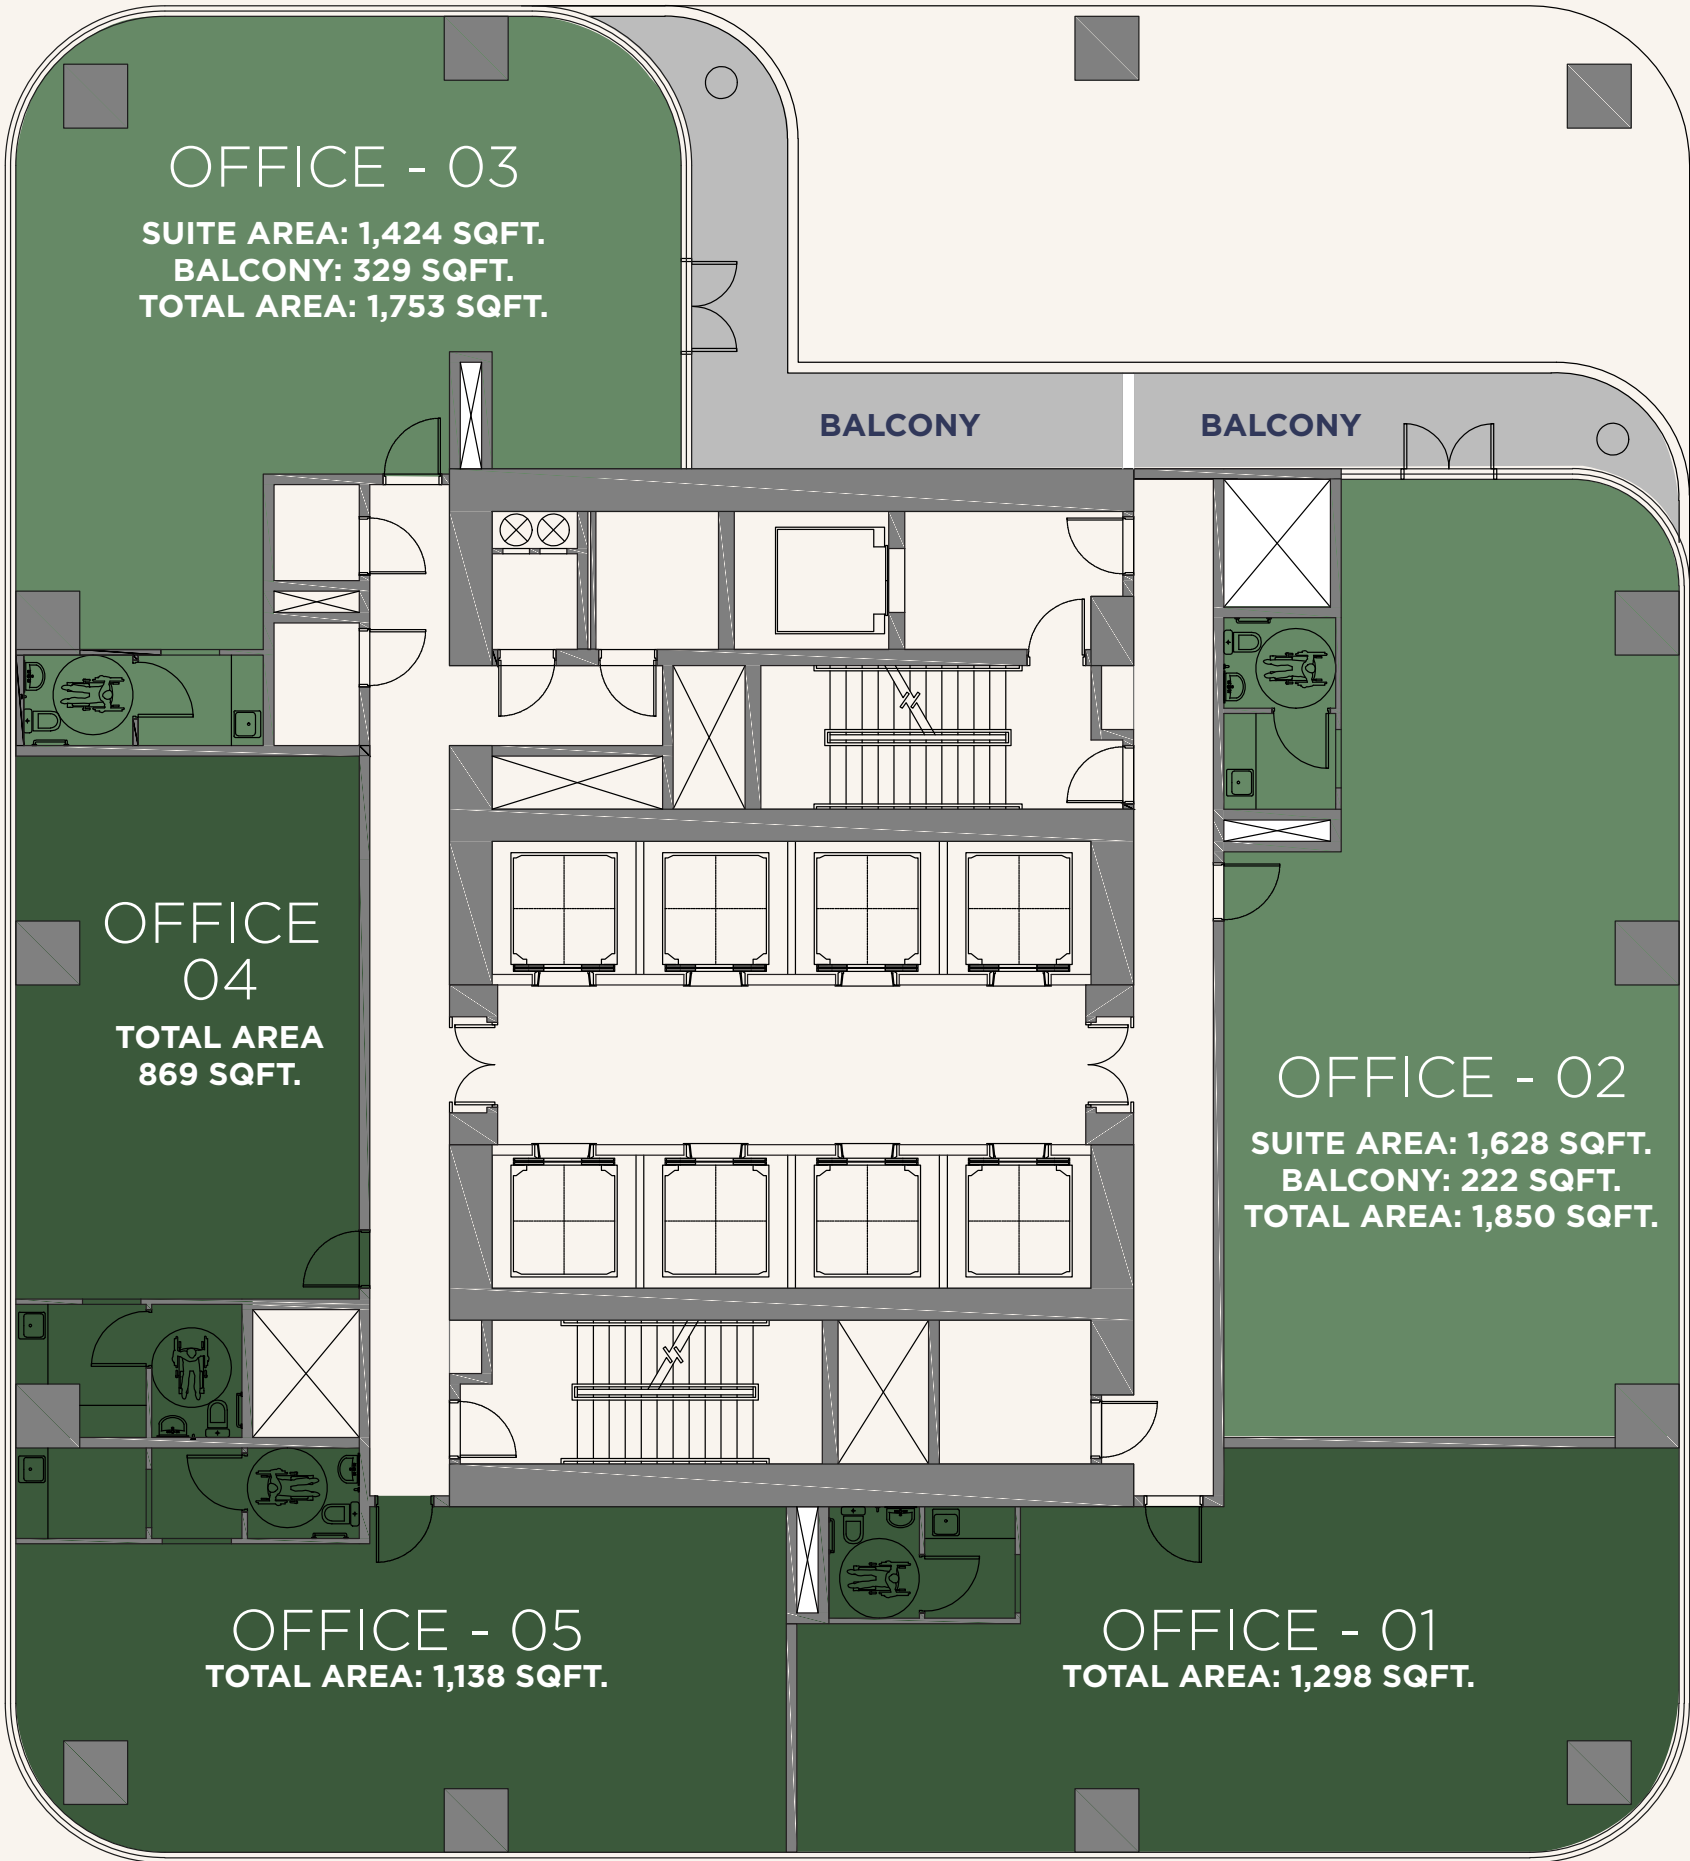 OFFICE - 03
SUITE AREA: 1,424 SQFT.
BALCONY: 329 SQFT.
TOTAL AREA: 1,753 SQFT.
BALCONY
BALCONY
OFFICE
04
TOTAL AREA
869 SQFT.
OFFICE - 02
SUITE AREA: 1,628 SQFT.
BALCONY: 222 SQFT.
TOTAL AREA: 1,850 SQFT.
OFFICE - 05
TOTAL AREA: 1,138 SQFT.
OFFICE - 01
TOTAL AREA: 1,298 SQFT.